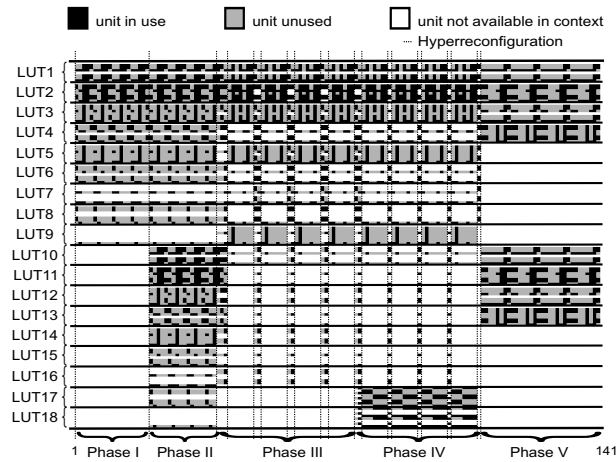 unit in use
unit unused
unit not available in context
Hyperreconfiguration
LUT1
LUT2
LUT3
LUT4
LUT5
LUT6
LUT7
LUT8
LUT9
LUT10
LUT11
LUT12
LUT13
LUT14
LUT15
LUT16
LUT17
LUT18
1 Phase I Phase II Phase III Phase IV Phase V 141